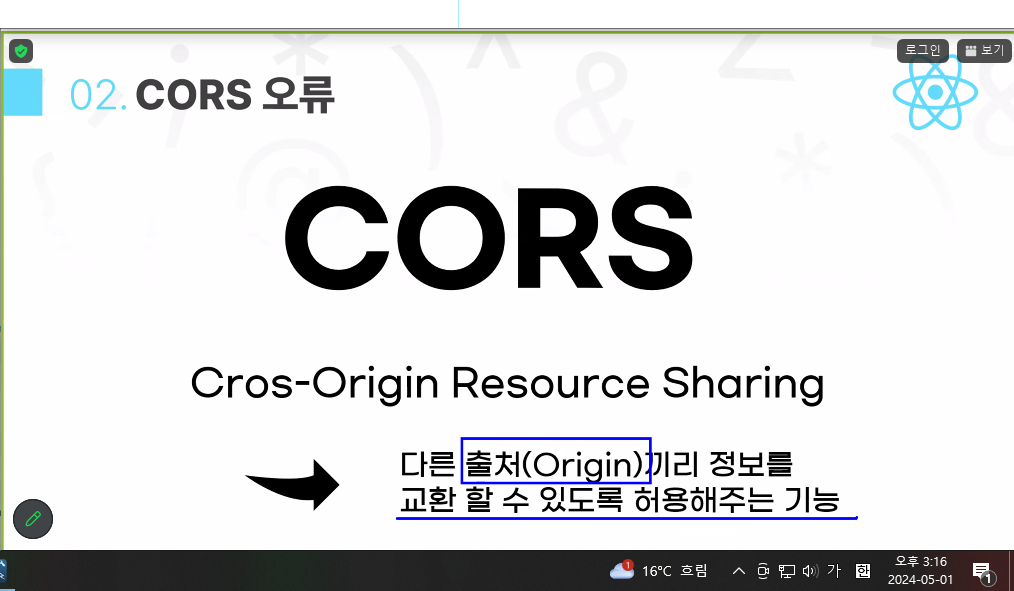 로그인
보기
02. CORS 오류
CORS
Cros-Origin Resource Sharing
다른 출처(Origin)끼리 정보를
교환 할 수 있도록 허용해주는 기능
1
16°C 흐림
가
한
오후 3:16
2024-05-01
1